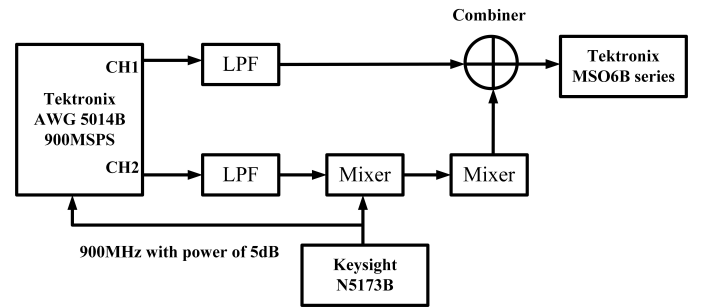 Combiner
CH1
LPF
Tektronix
MSO6B series
Tektronix
AWG 5014B
900MSPS
CH2
LPF
Mixer
Mixer
900MHz with power of 5dB
Keysight
N5173B